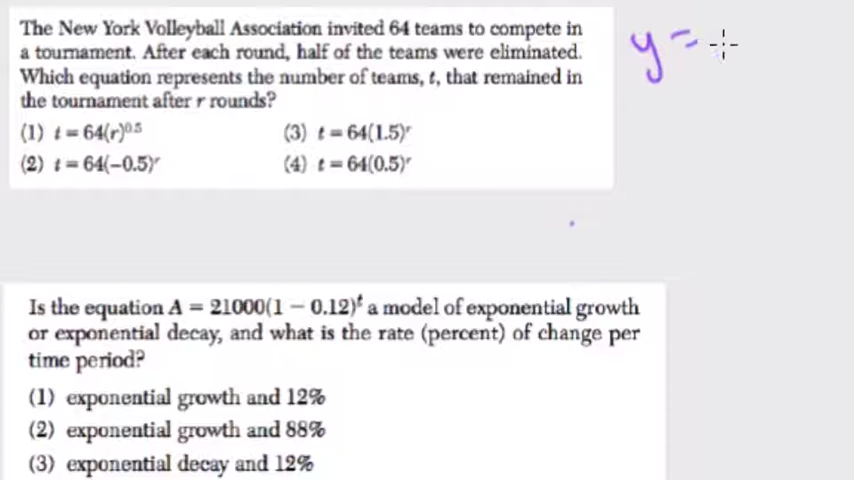 The New York Volleyball Association invited 64 teams to compete in
a tournament. After each round, half of the teams were eliminated.
Which equation represents the number of teams, t, that remained in
the tournament after r rounds?
(1) t = 64(r)^0.5 (3) t = 64(1.5)^r
(2) t = 64(−0.5)^r (4) t = 64(0.5)^r
y =
Is the equation A = 21000(1 − 0.12)^t a model of exponential growth
or exponential decay, and what is the rate (percent) of change per
time period?
(1) exponential growth and 12%
(2) exponential growth and 88%
(3) exponential decay and 12%